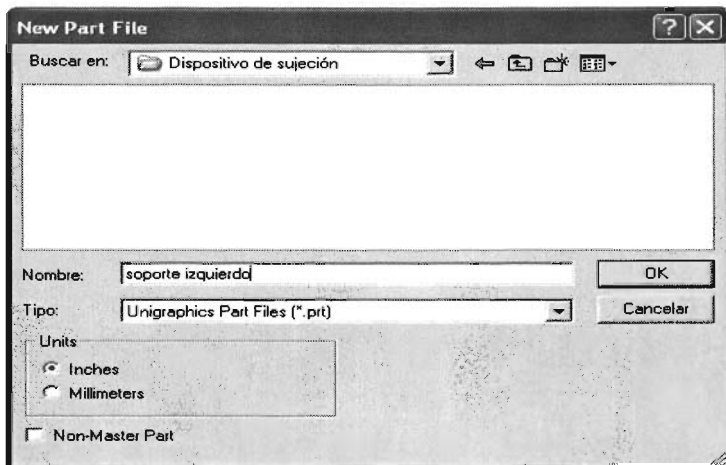 New Part File
Buscar en: Dispositivo de sujeción
Nombre: soporte izquierdo
OK
Tipo: Unigraphics Part Files (*.prt)
Cancelar
Units
Inches
Millimeters
Non-Master Part